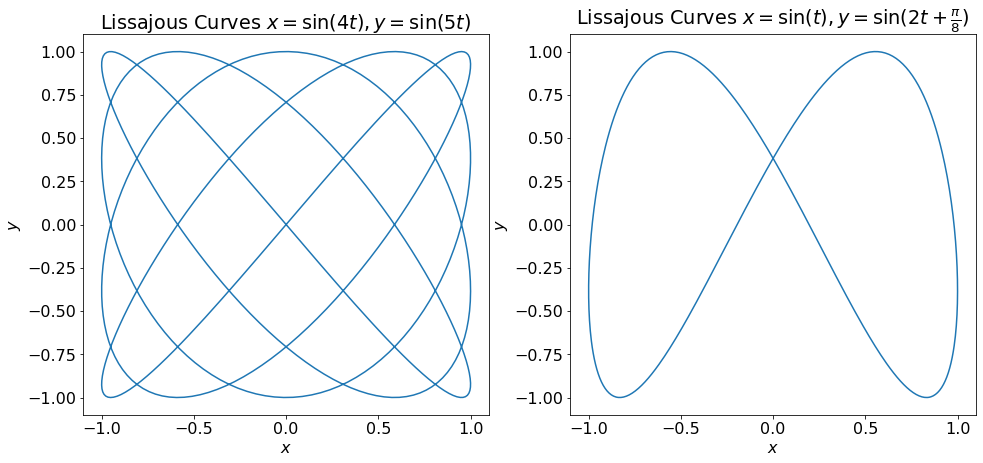 Lissajous Curves x = sin(4t), y = sin(5t)
1.00
0.75
0.50
0.25
0.00
−0.25
−0.50
−0.75
−1.00
y
−1.0 −0.5 0.0 0.5 1.0
x
Lissajous Curves x = sin(t), y = sin(2t + π/8)
1.00
0.75
0.50
0.25
0.00
−0.25
−0.50
−0.75
−1.00
y
−1.0 −0.5 0.0 0.5 1.0
x